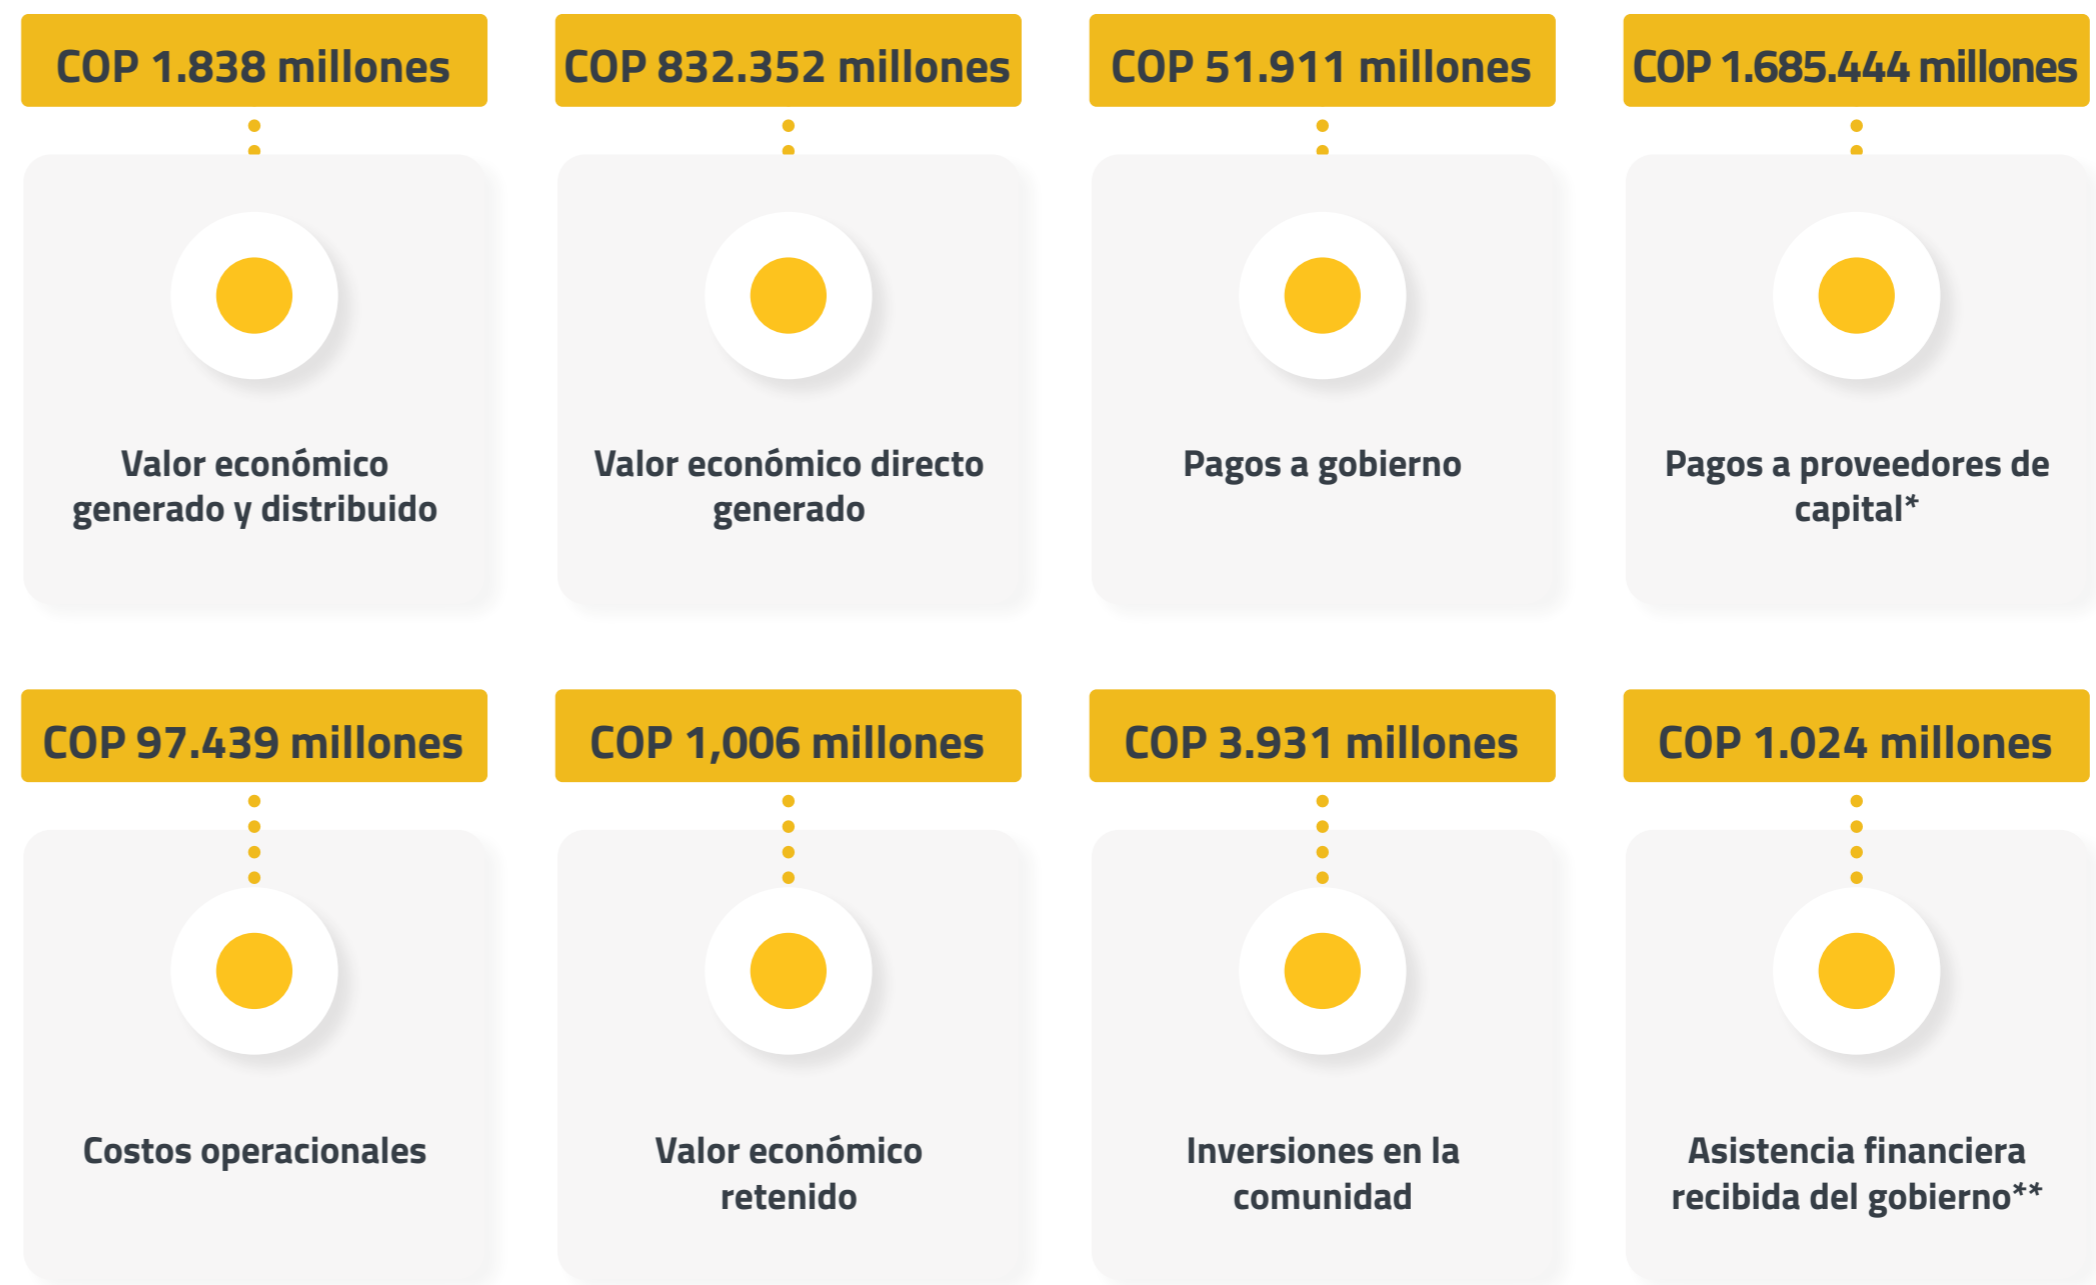 COP 1.838 millones
Valor económico
generado y distribuido
COP 832.352 millones
Valor económico directo
generado
COP 51.911 millones
Pagos a gobierno
COP 1.685.444 millones
Pagos a proveedores de
capital*
COP 97.439 millones
Costos operacionales
COP 1,006 millones
Valor económico
retenido
COP 3.931 millones
Inversiones en la
comunidad
COP 1.024 millones
Asistencia financiera
recibida del gobierno**